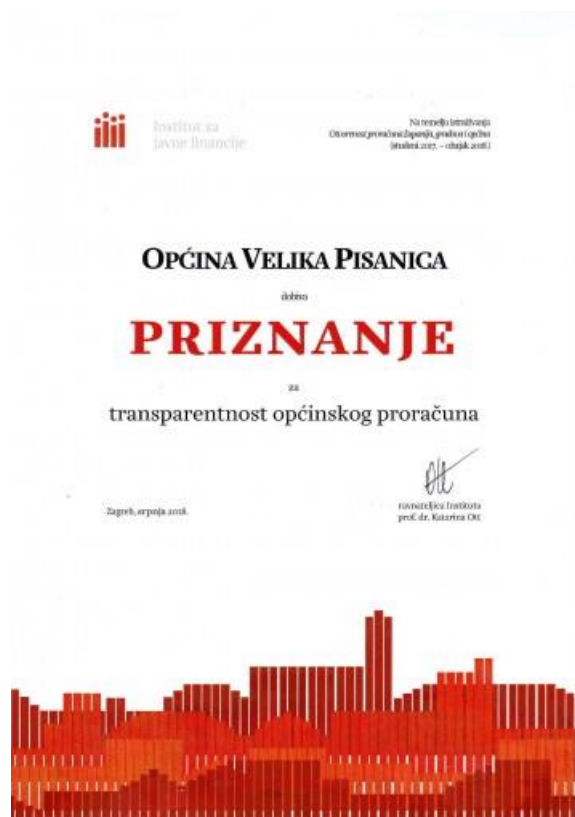 Institut za
javne financije
Na temelju istraživanja
Otvorenost proračuna županija, gradova i općina
(studeni 2017. – ožujak 2018.)
OPĆINA VELIKA PISANICA
dobiva
PRIZNANJE
za
transparentnost općinskog proračuna
Zagreb, srpnja 2018.
ravnateljica Instituta
prof. dr. Katarina Ott